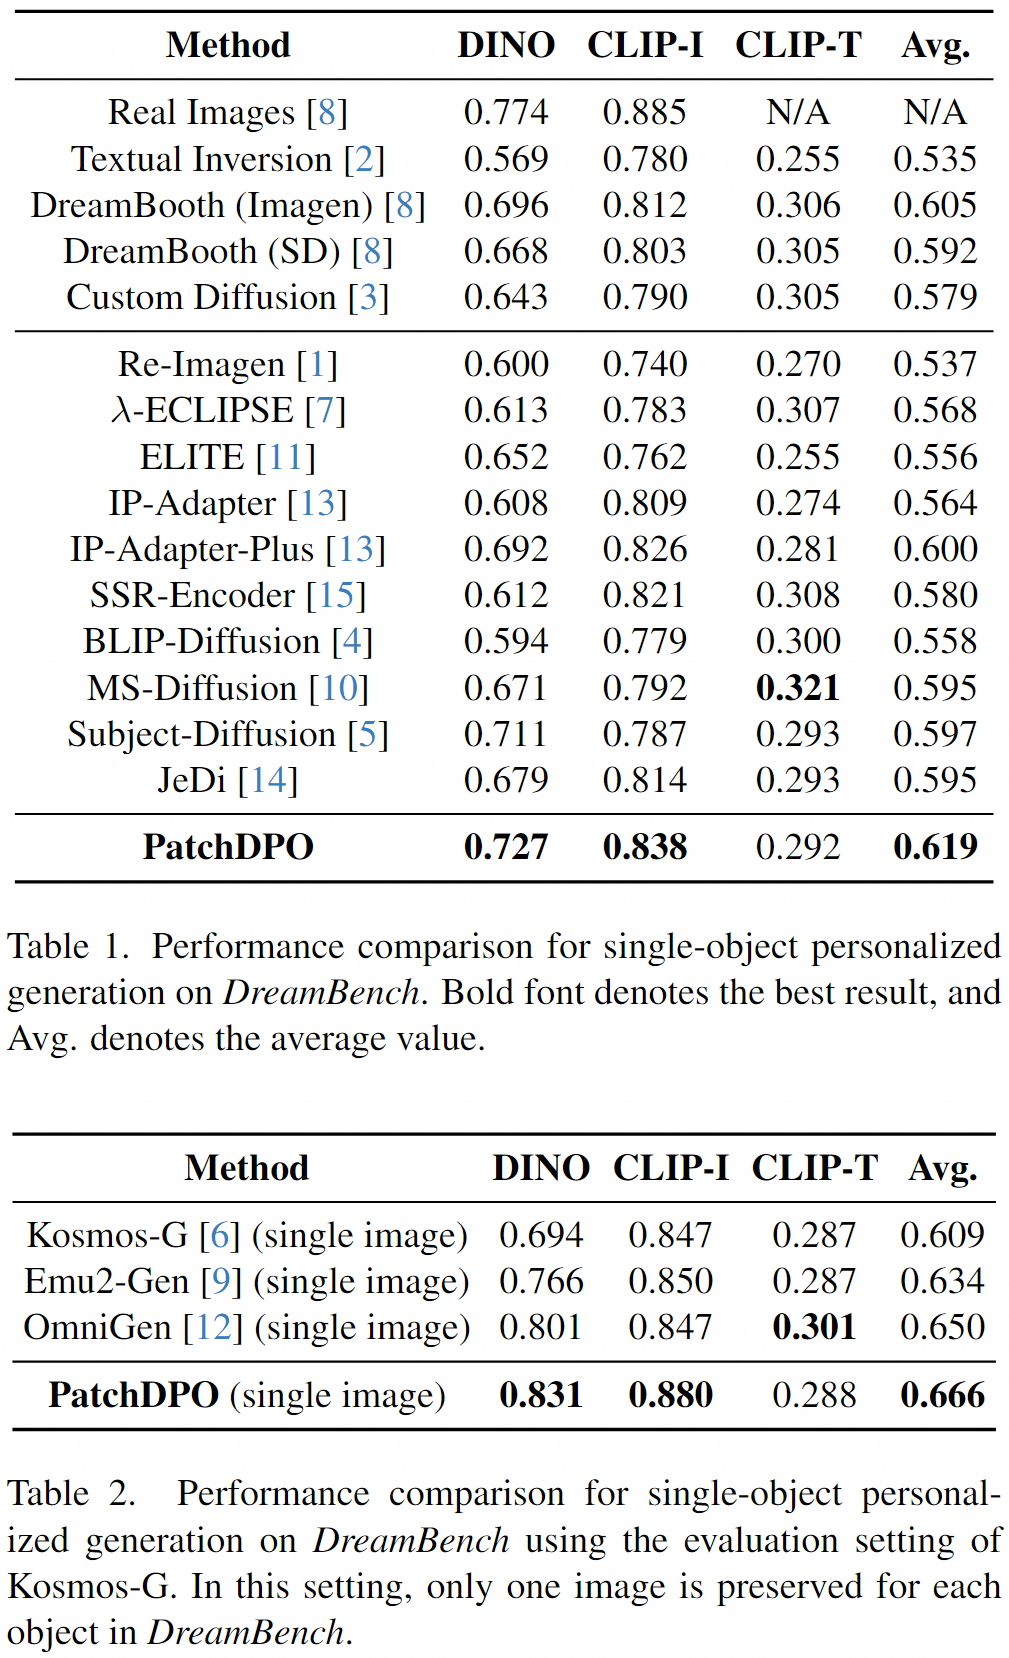 Method DINO CLIP-I CLIP-T Avg.
Real Images [8] 0.774 0.885 N/A N/A
Textual Inversion [2] 0.569 0.780 0.255 0.535
DreamBooth (Imagen) [8] 0.696 0.812 0.306 0.605
DreamBooth (SD) [8] 0.668 0.803 0.305 0.592
Custom Diffusion [3] 0.643 0.790 0.305 0.579
Re-Imagen [1] 0.600 0.740 0.270 0.537
λ-ECLIPSE [7] 0.613 0.783 0.307 0.568
ELITE [11] 0.652 0.762 0.255 0.556
IP-Adapter [13] 0.608 0.809 0.274 0.564
IP-Adapter-Plus [13] 0.692 0.826 0.281 0.600
SSR-Encoder [15] 0.612 0.821 0.308 0.580
BLIP-Diffusion [4] 0.594 0.779 0.300 0.558
MS-Diffusion [10] 0.671 0.792 0.321 0.595
Subject-Diffusion [5] 0.711 0.787 0.293 0.597
JeDi [14] 0.679 0.814 0.293 0.595
PatchDPO 0.727 0.838 0.292 0.619
Table 1. Performance comparison for single-object personalized
generation on DreamBench. Bold font denotes the best result, and
Avg. denotes the average value.
Method DINO CLIP-I CLIP-T Avg.
Kosmos-G [6] (single image) 0.694 0.847 0.287 0.609
Emu2-Gen [9] (single image) 0.766 0.850 0.287 0.634
OmniGen [12] (single image) 0.801 0.847 0.301 0.650
PatchDPO (single image) 0.831 0.880 0.288 0.666
Table 2. Performance comparison for single-object personal-
ized generation on DreamBench using the evaluation setting of
Kosmos-G. In this setting, only one image is preserved for each
object in DreamBench.